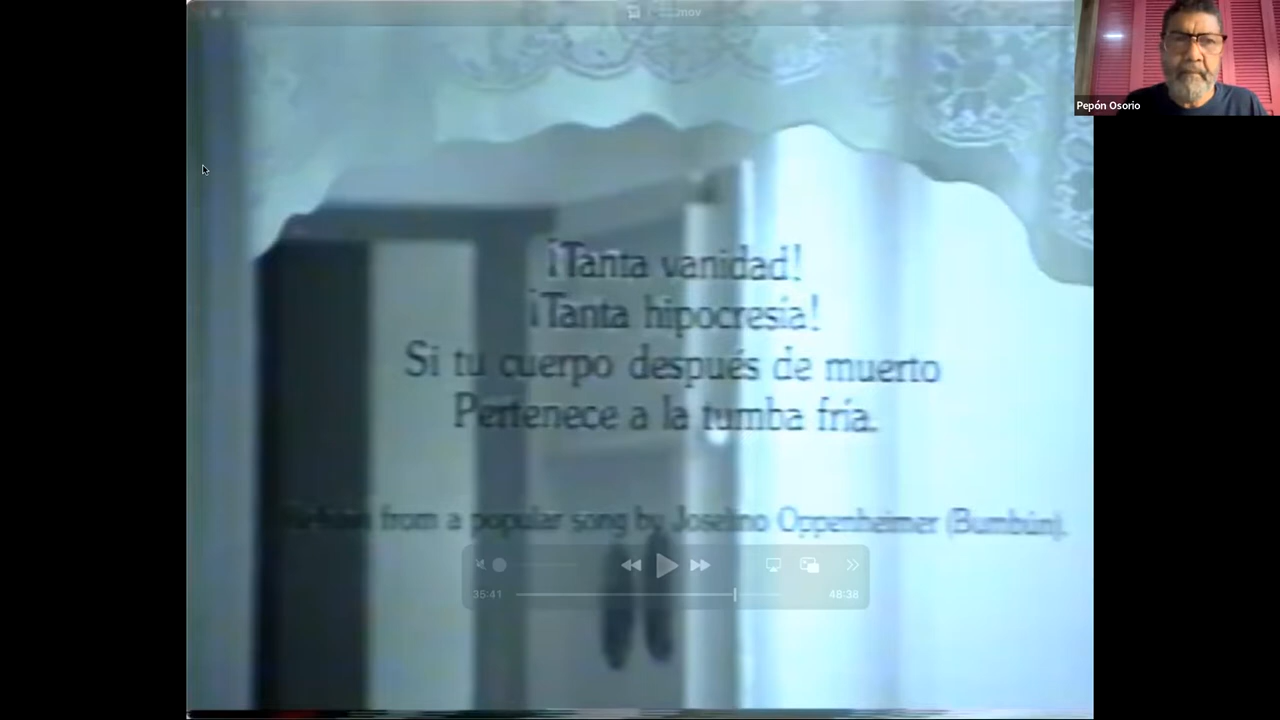 .mov
Pepón Osorio
¡Tanta vanidad!
¡Tanta hipocresía!
Si tu cuerpo después de muerto
Pertenece a la tumba fría.
from a popular song by Joselino Oppenheimer (Bumbún).
35:41
48:38